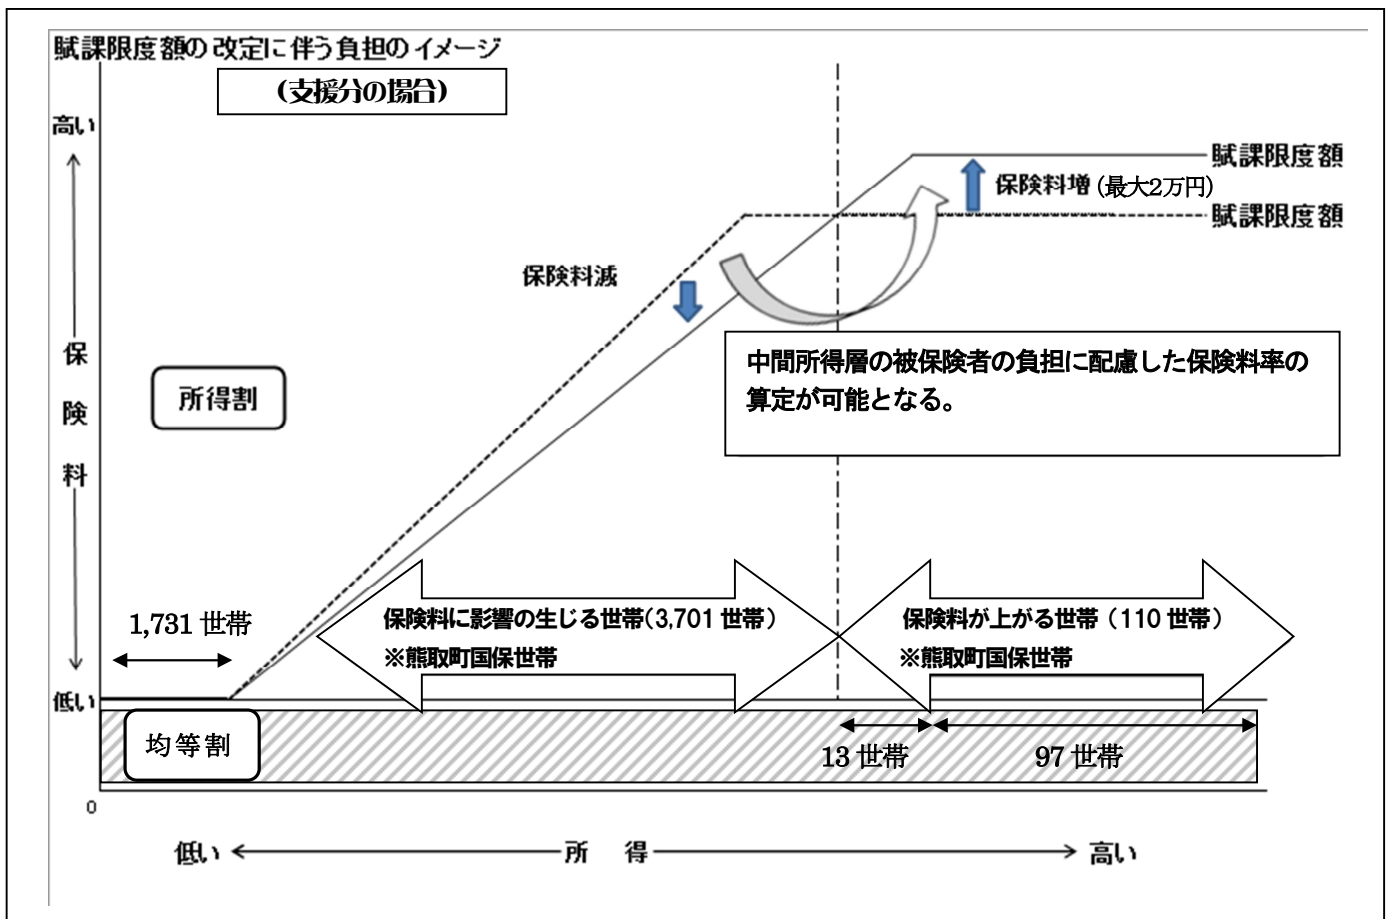 賦課限度額の改定に伴う負担のイメージ
(支援分の場合)
高い
賦課限度額
保険料増(最大2万円)
賦課限度額
保険料減
保険料
中間所得層の被保険者の負担に配慮した保険料率の
算定が可能となる。
所得割
1,731 世帯
保険料に影響の生じる世帯(3,701 世帯)
※熊取町国保世帯
保険料が上がる世帯(110 世帯)
※熊取町国保世帯
低い
均等割
13 世帯
97 世帯
0
低い
所 得
高い